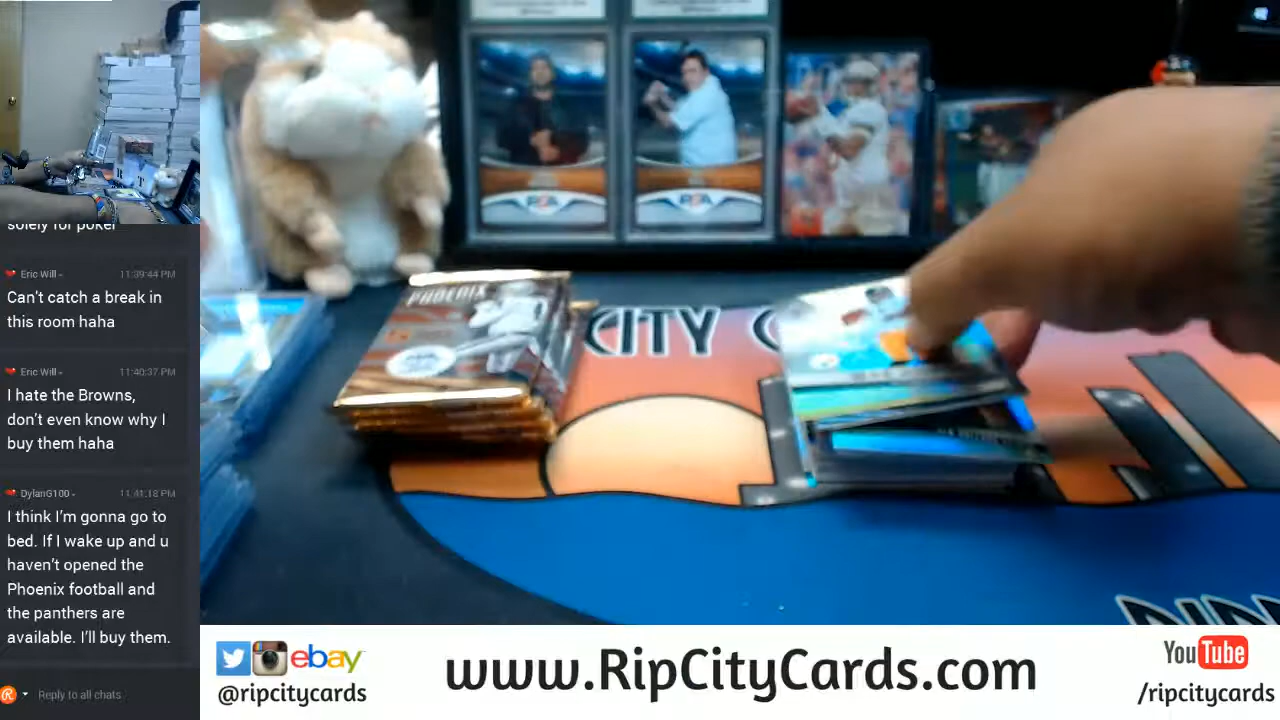 solely for poker
Eric Will
11:39:44 PM
Can't catch a break in
this room haha
Eric Will
11:40:37 PM
I hate the Browns,
don't even know why I
buy them haha
DylanG100
11:41:18 PM
I think I'm gonna go to
bed. If I wake up and u
haven't opened the
Phoenix football and
the panthers are
available. I'll buy them.
Reply to all chats
PHOENIX
CITY C
PSA
PSA
ebay
@ripcitycards
www.RipCityCards.com
YouTube
/ripcitycards